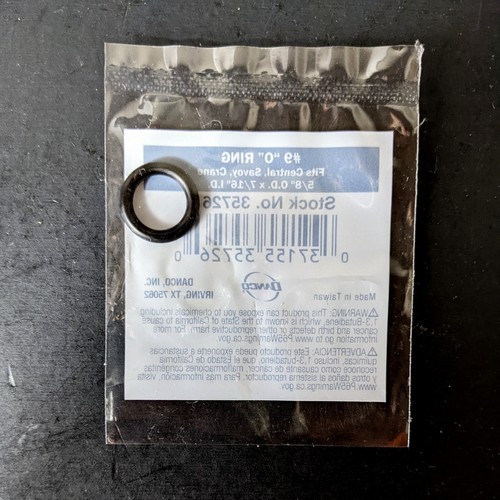 #9 "O" RING
Fits Central, Savoy, Crane
5/8" O.D. x 7/16" I.D.
Stock No. 35726
0 37155 35726 0
DANCO, INC.
IRVING, TX 75062
DANCO
Made in Taiwan
⚠WARNING: This product can expose you to chemicals including
1,3-Butadiene, which is known to the State of California to cause
cancer and birth defects or other reproductive harm. For more
information go to www.P65Warnings.ca.gov.
⚠ADVERTENCIA: Este producto puede exponerte a sustancias
químicas, incluso 1,3-Butadieno, que el Estado de California
reconoce como causante de cáncer, malformaciones congénitas
y otros daños al sistema reproductor. Para más información, visita
www.P65Warnings.ca.gov.